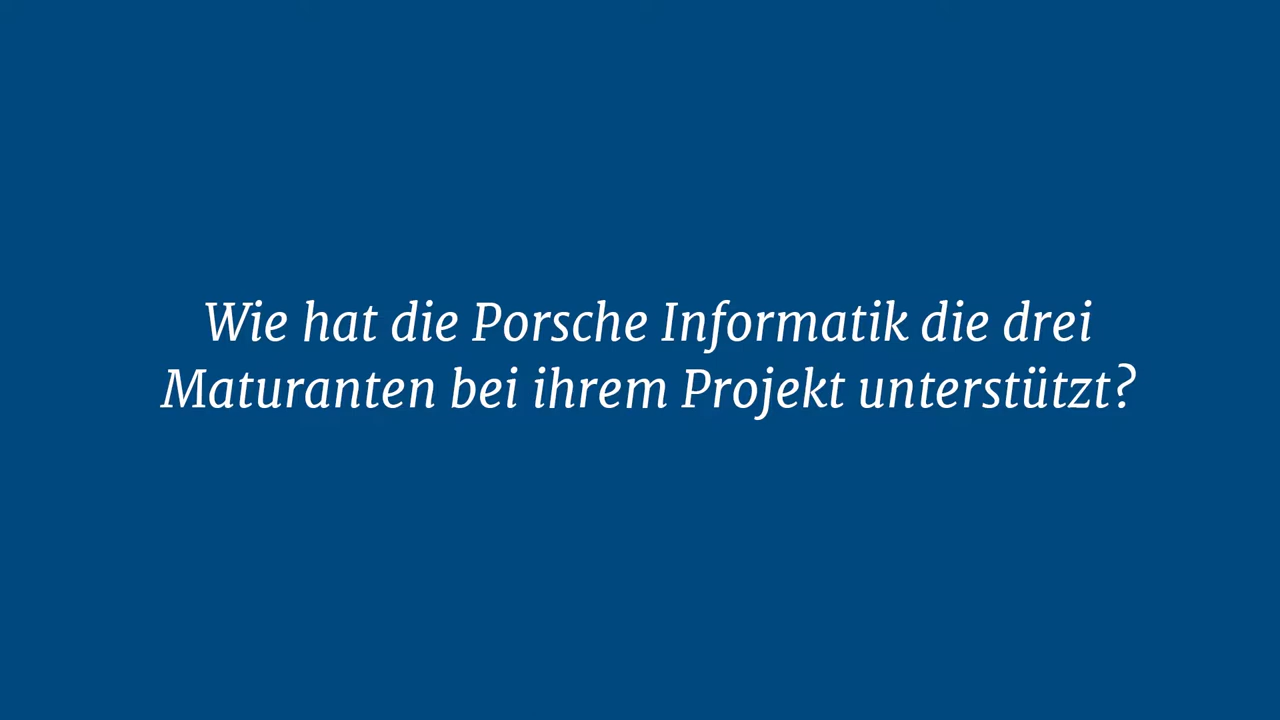 Wie hat die Porsche Informatik die drei
Maturanten bei ihrem Projekt unterstützt?